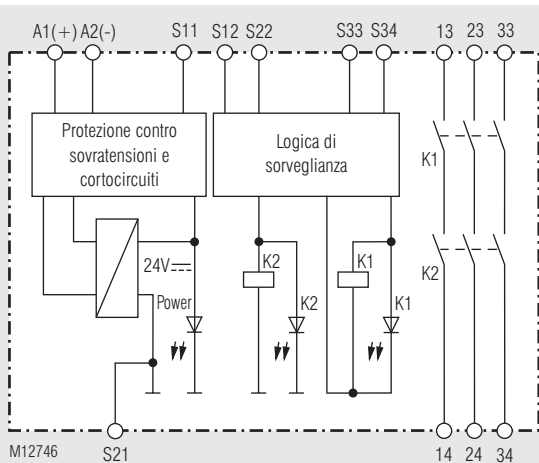 A1(+) A2(-) S11 S12 S22 S33 S34 13 23 33
Protezione contro
sovratensioni e
cortocircuiti
Logica di
sorveglianza
K1
24V
K2
K1
K2
Power
K2
K1
M12746
S21
14 24 34